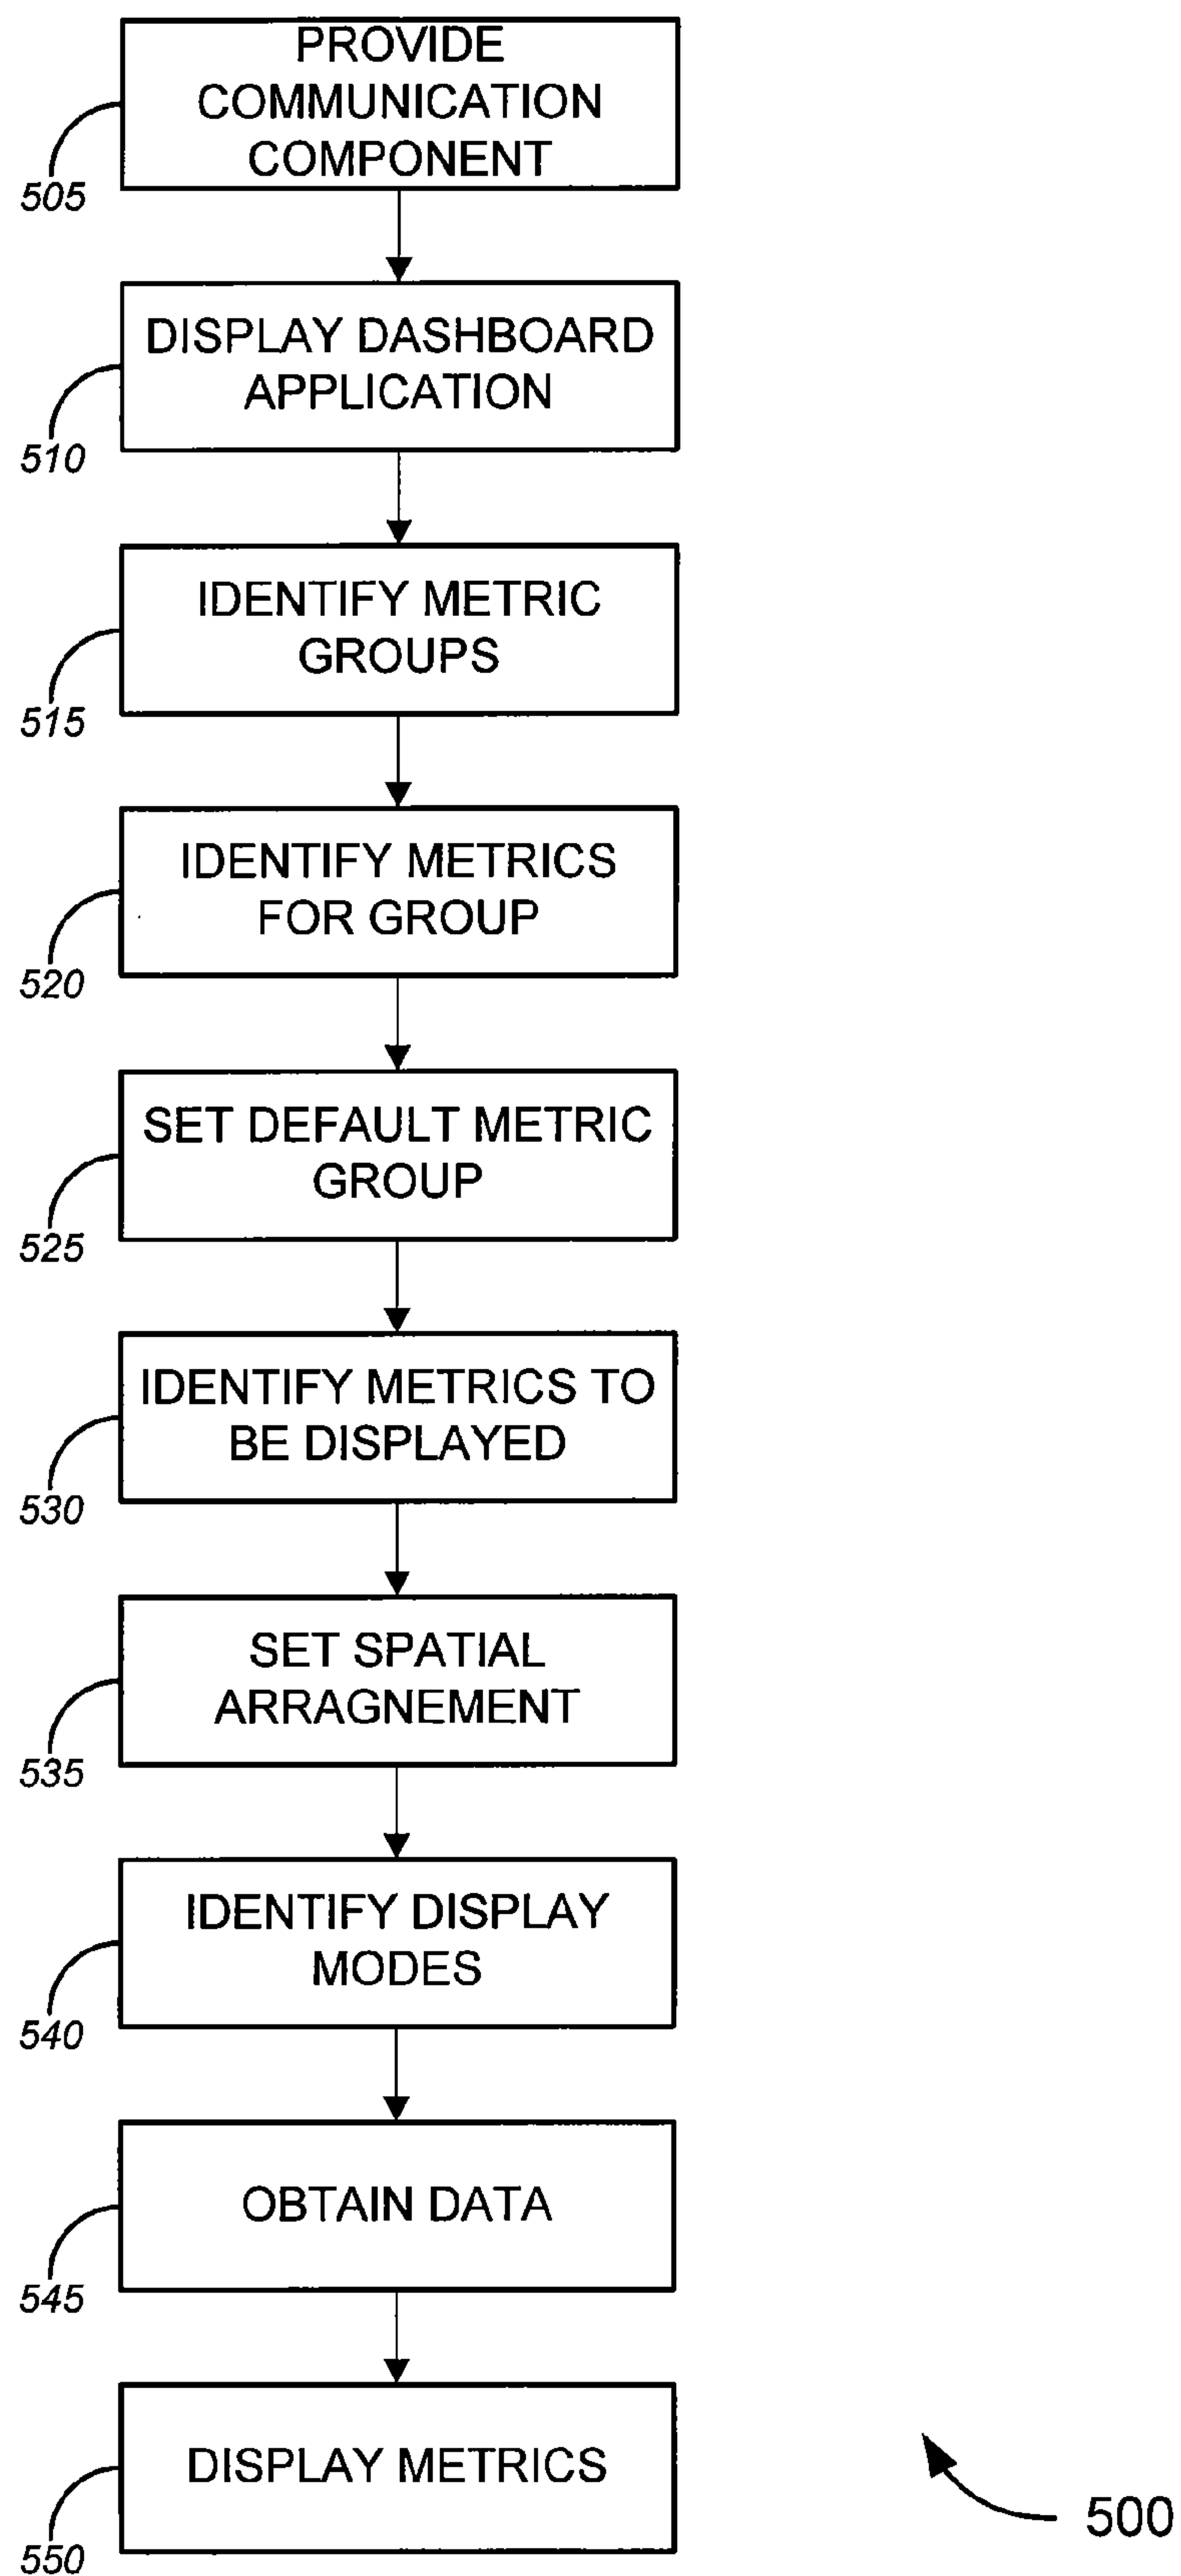 PROVIDE
COMMUNICATION
COMPONENT
505
DISPLAY DASHBOARD
APPLICATION
510
IDENTIFY METRIC
GROUPS
515
IDENTIFY METRICS
FOR GROUP
520
SET DEFAULT METRIC
GROUP
525
IDENTIFY METRICS TO
BE DISPLAYED
530
SET SPATIAL
ARRAGNEMENT
535
IDENTIFY DISPLAY
MODES
540
OBTAIN DATA
545
DISPLAY METRICS
550
500